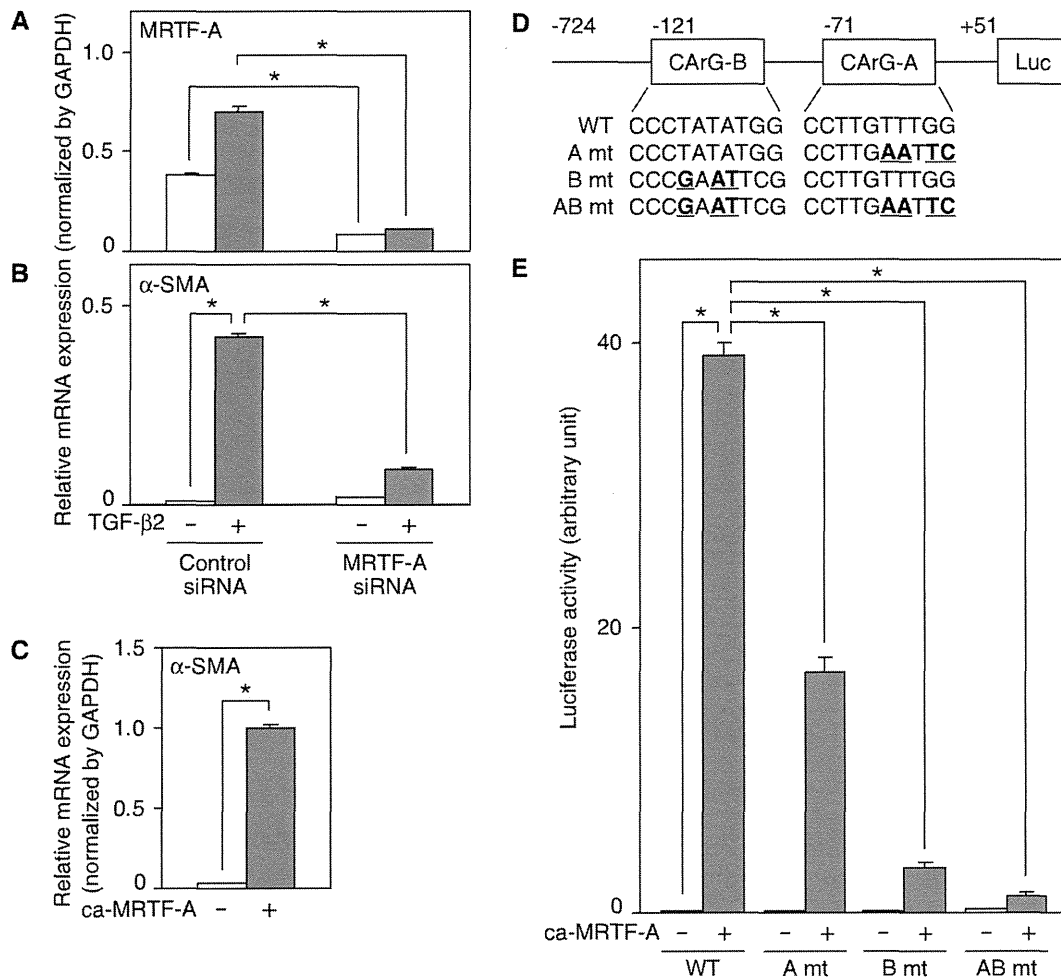 A
MRTF-A
Relative mRNA expression (normalized by GAPDH)
1.0
0.5
0
*
*
B
α-SMA
0.5
0
*
*
TGF-β2 − + − +
Control siRNA
MRTF-A siRNA
C
α-SMA
Relative mRNA expression (normalized by GAPDH)
1.5
1.0
0.5
0
*
ca-MRTF-A − +
D
-724 -121 -71 +51
CArG-B CArG-A Luc
WT CCCTATATGG CCTTGTTTGG
A mt CCCTATATGG CCTTGAATTC
B mt CCCGAATTCG CCTTGTTTGG
AB mt CCCGAATTCG CCTTGAATTC
E
Luciferase activity (arbitrary unit)
40
20
0
*
*
* *
ca-MRTF-A − + − + − + − +
WT A mt B mt AB mt